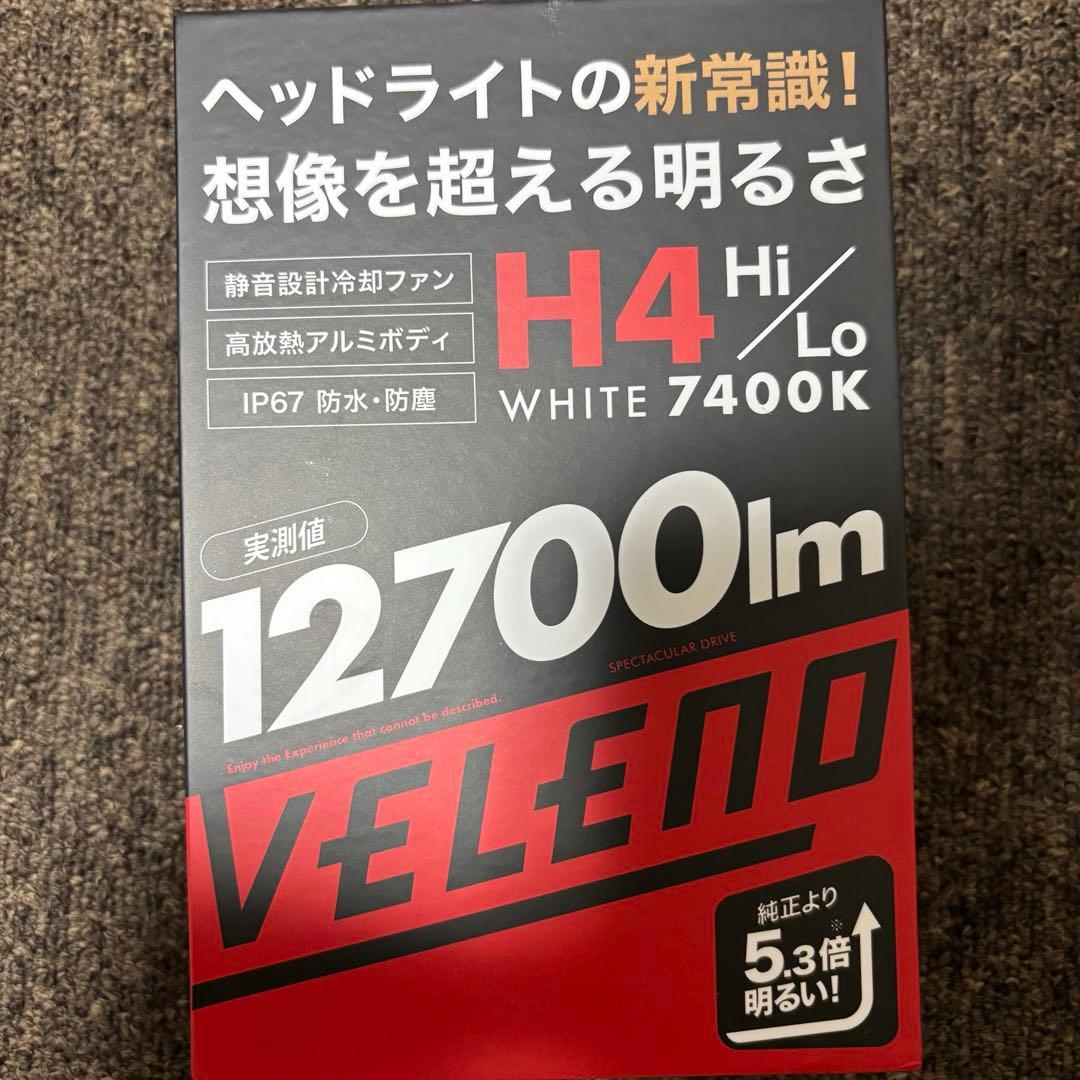 ヘッドライトの新常識!
想像を超える明るさ
静音設計冷却ファン
高放熱アルミボディ
IP67 防水・防塵
H4 Hi/Lo
WHITE 7400K
実測値※
12700lm
SPECTACULAR DRIVE
Enjoy the Experience that cannot be described.
VELENO
純正より
5.3倍※
明るい!